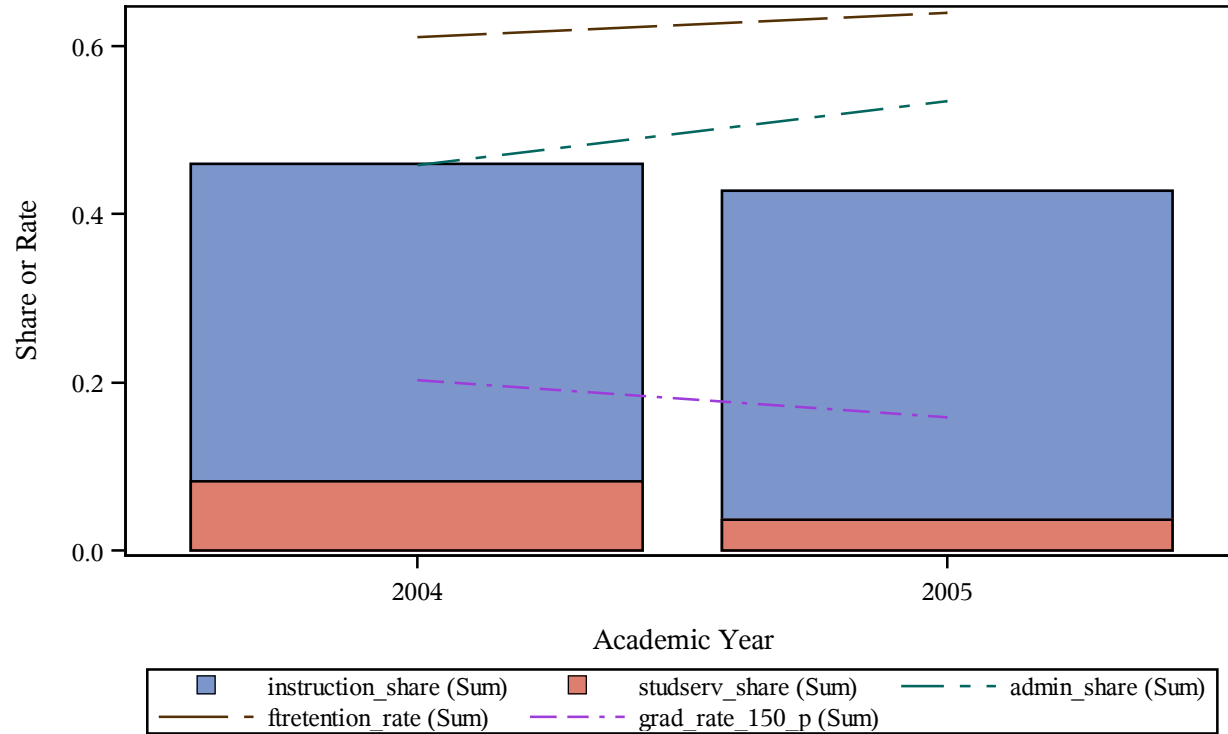 0.6
0.4
0.2
0.0
Share or Rate
2004 2005
Academic Year
instruction_share (Sum) studserv_share (Sum) admin_share (Sum)
ftretention_rate (Sum) grad_rate_150_p (Sum)